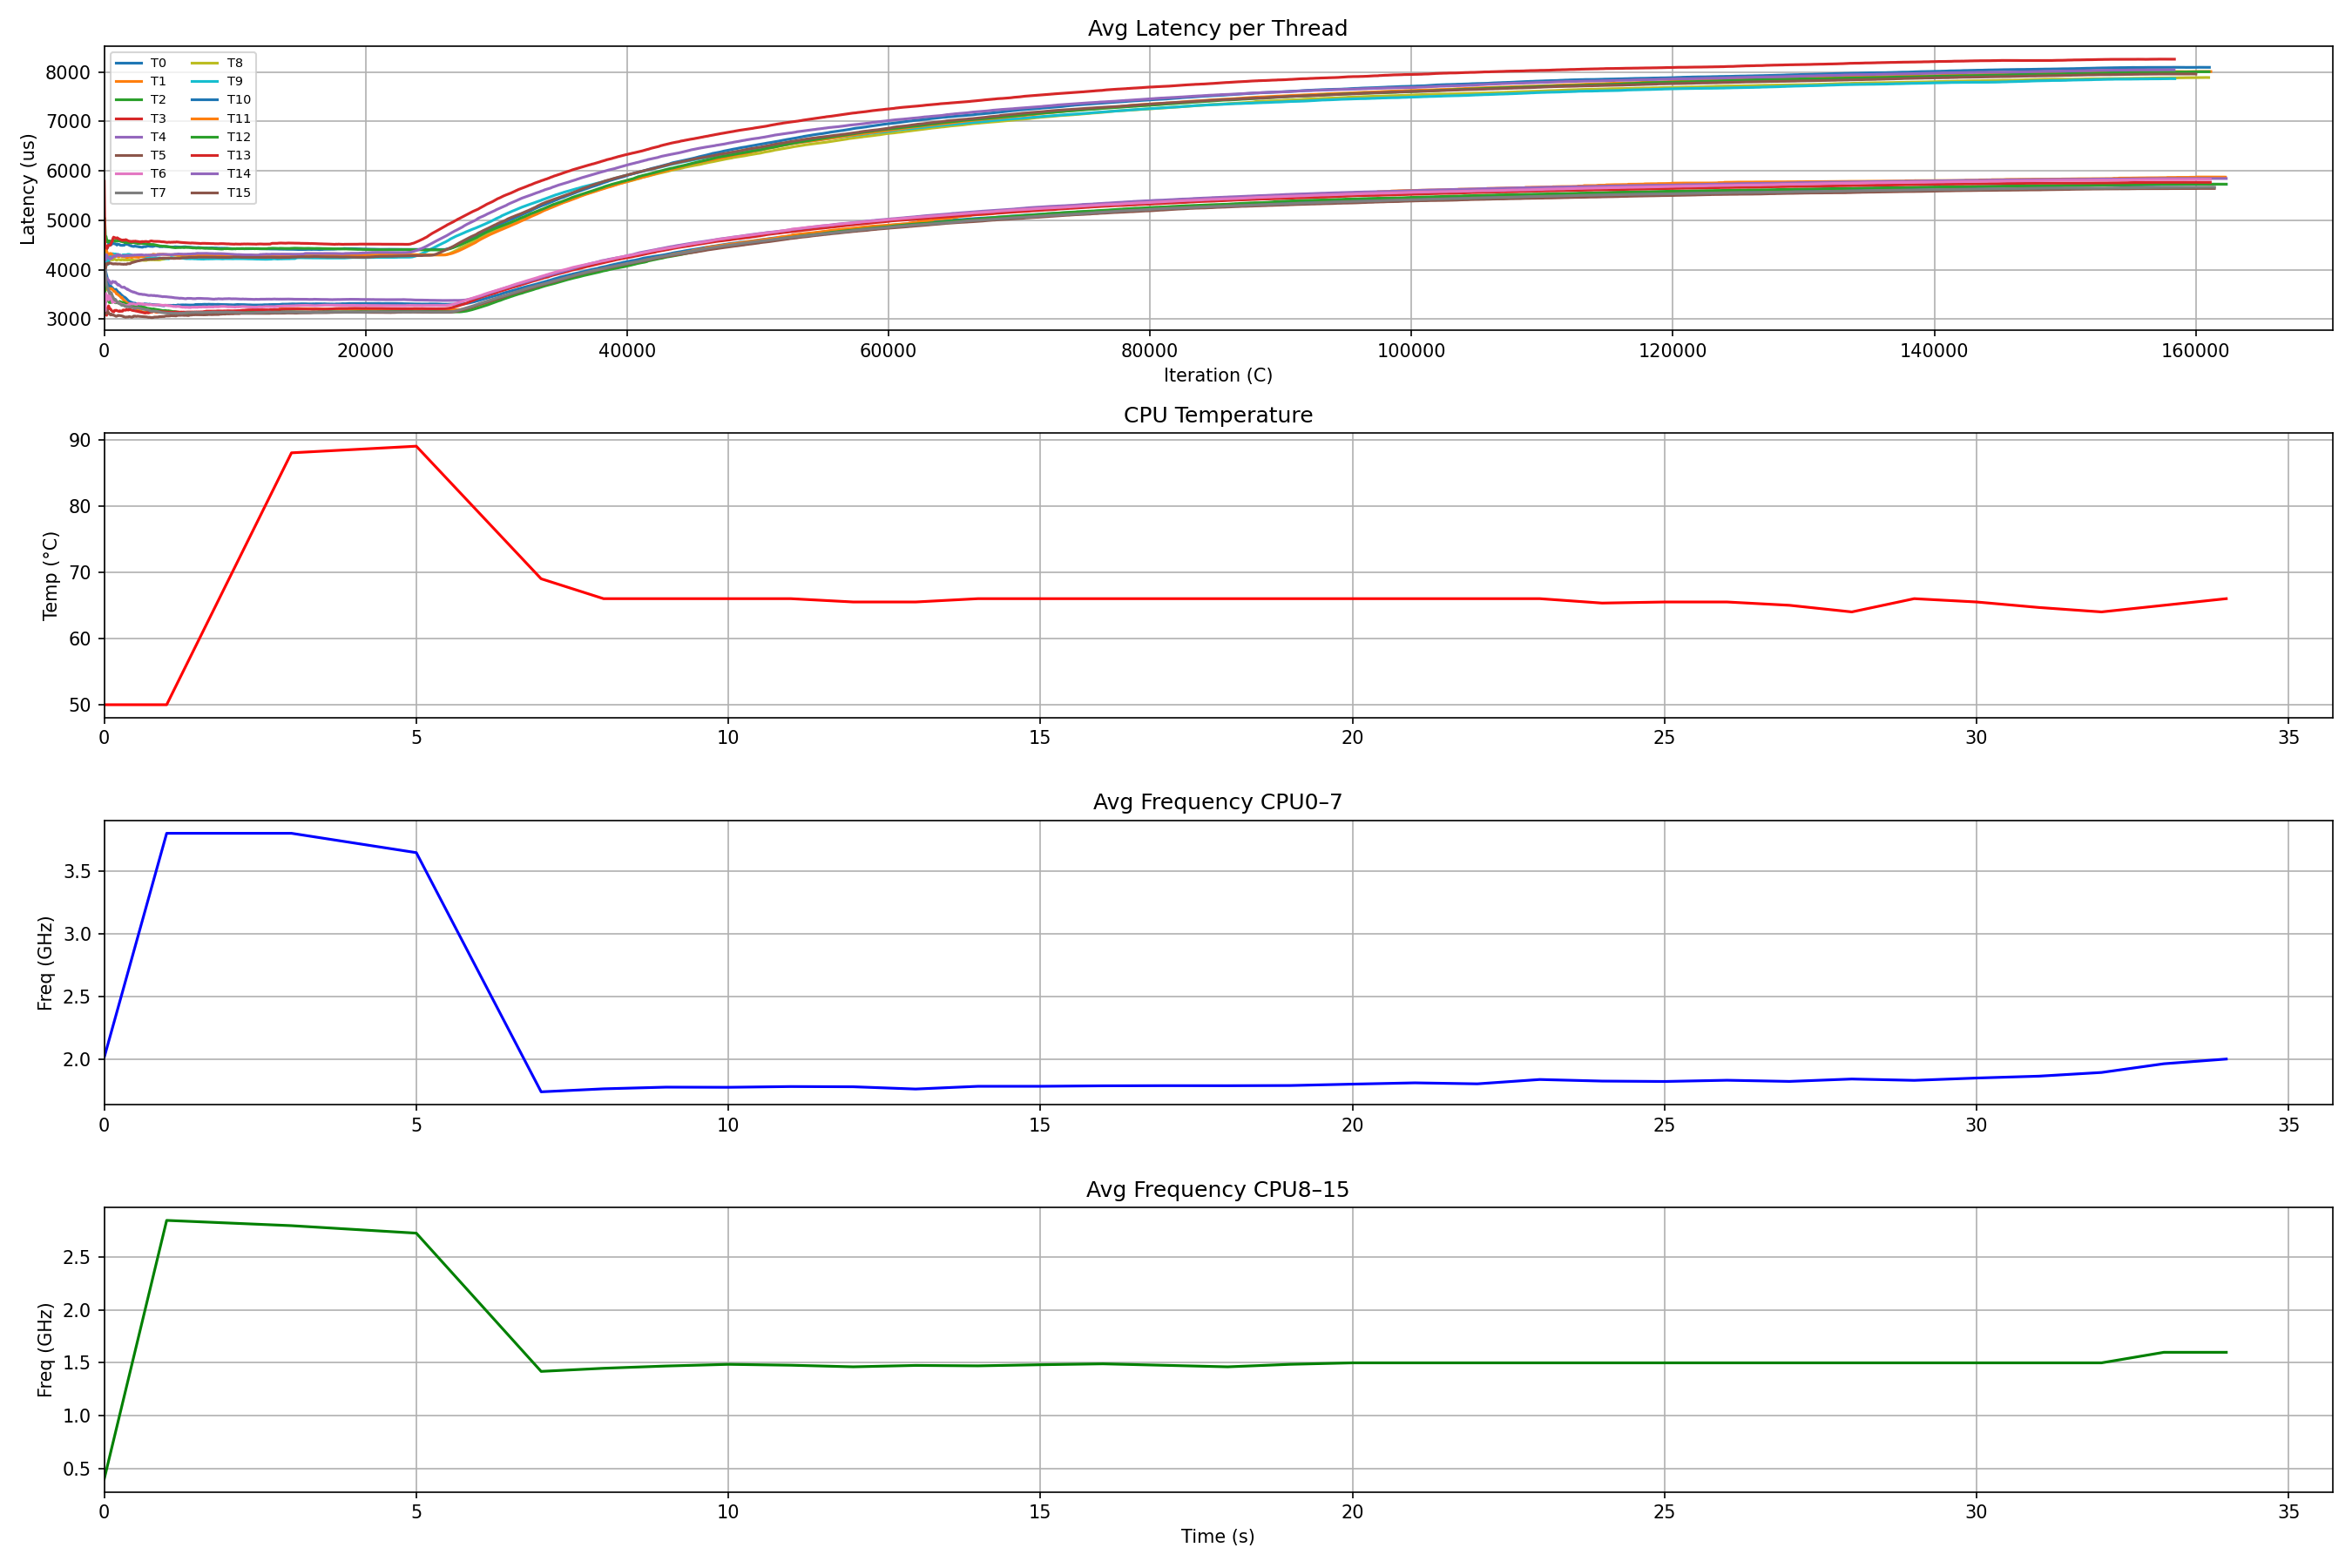 Avg Latency per Thread
Latency (us)
8000
7000
6000
5000
4000
3000
T0 T8
T1 T9
T2 T10
T3 T11
T4 T12
T5 T13
T6 T14
T7 T15
0 20000 40000 60000 80000 100000 120000 140000 160000
Iteration (C)
CPU Temperature
Temp (°C)
90
80
70
60
50
0 5 10 15 20 25 30 35
Avg Frequency CPU0–7
Freq (GHz)
3.5
3.0
2.5
2.0
0 5 10 15 20 25 30 35
Avg Frequency CPU8–15
Freq (GHz)
2.5
2.0
1.5
1.0
0.5
0 5 10 15 20 25 30 35
Time (s)